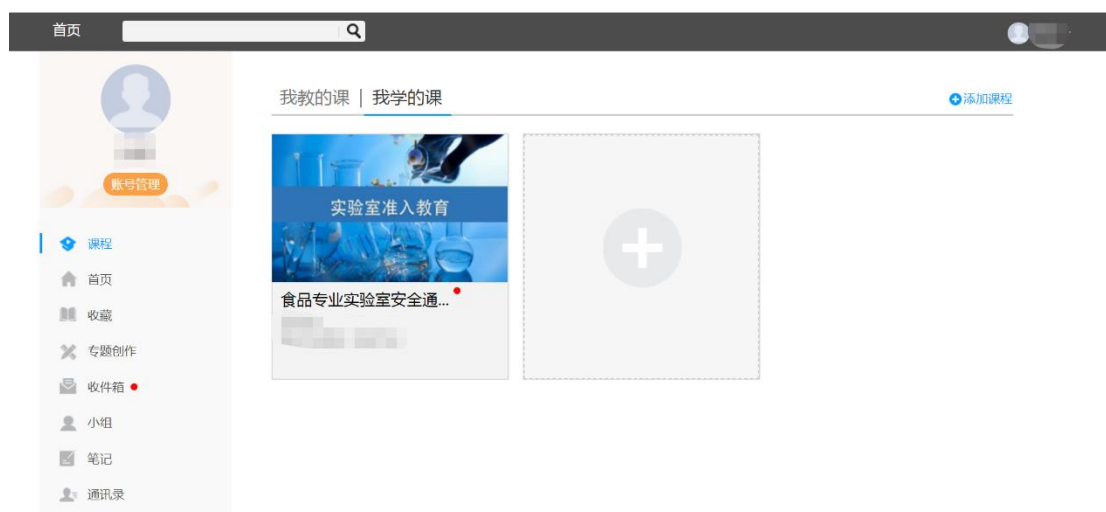 首页
账号管理
课程
首页
收藏
专题创作
收件箱
小组
笔记
通讯录
我教的课 | 我学的课
添加课程
实验室准入教育
食品专业实验室安全通...